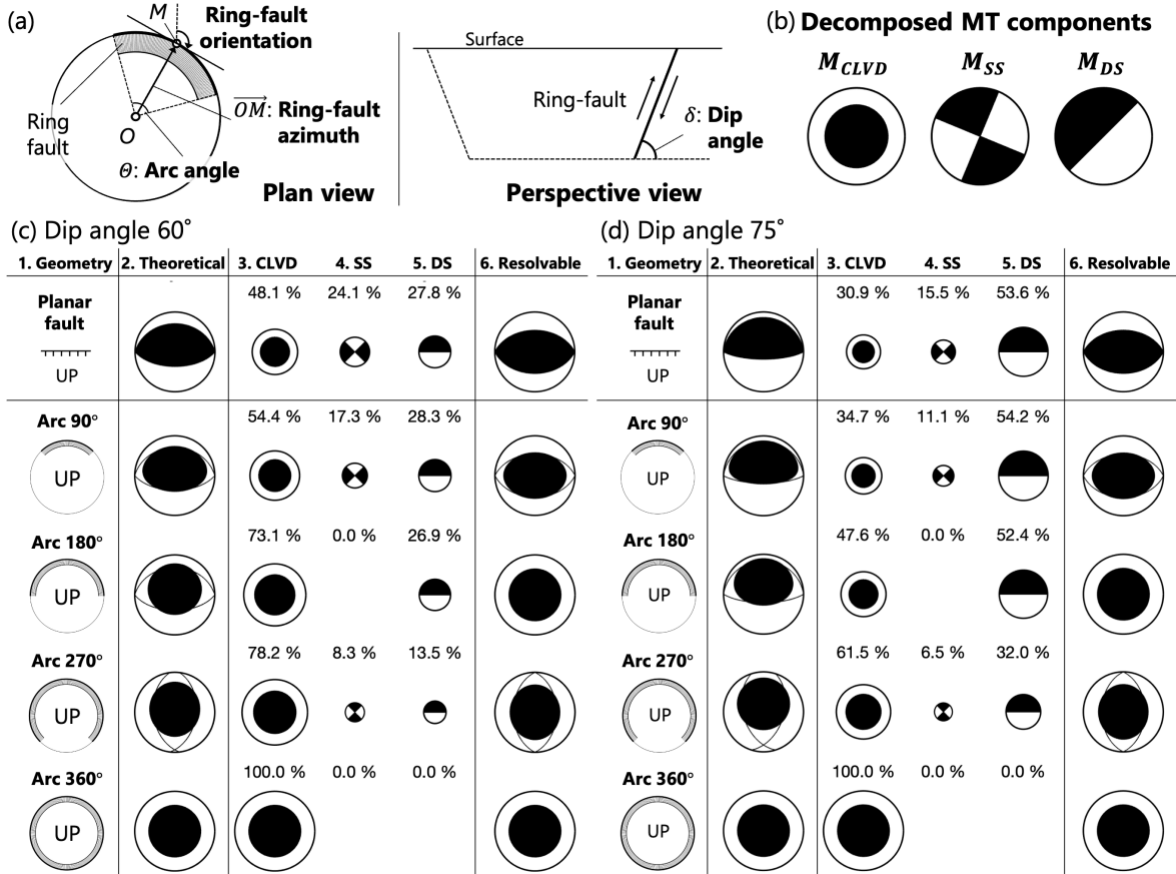 (a)
M
Ring-fault
orientation
Ring
fault
O
OM: Ring-fault
azimuth
Θ: Arc angle
Plan view
Surface
Ring-fault
δ: Dip
angle
Perspective view
(b) Decomposed MT components
M_CLVD M_SS M_DS
(c) Dip angle 60°
1. Geometry 2. Theoretical 3. CLVD 4. SS 5. DS 6. Resolvable
Planar
fault
UP
48.1 % 24.1 % 27.8 %
Arc 90°
UP
54.4 % 17.3 % 28.3 %
Arc 180°
UP
73.1 % 0.0 % 26.9 %
Arc 270°
UP
78.2 % 8.3 % 13.5 %
Arc 360°
UP
100.0 % 0.0 % 0.0 %
(d) Dip angle 75°
1. Geometry 2. Theoretical 3. CLVD 4. SS 5. DS 6. Resolvable
Planar
fault
UP
30.9 % 15.5 % 53.6 %
Arc 90°
UP
34.7 % 11.1 % 54.2 %
Arc 180°
UP
47.6 % 0.0 % 52.4 %
Arc 270°
UP
61.5 % 6.5 % 32.0 %
Arc 360°
UP
100.0 % 0.0 % 0.0 %